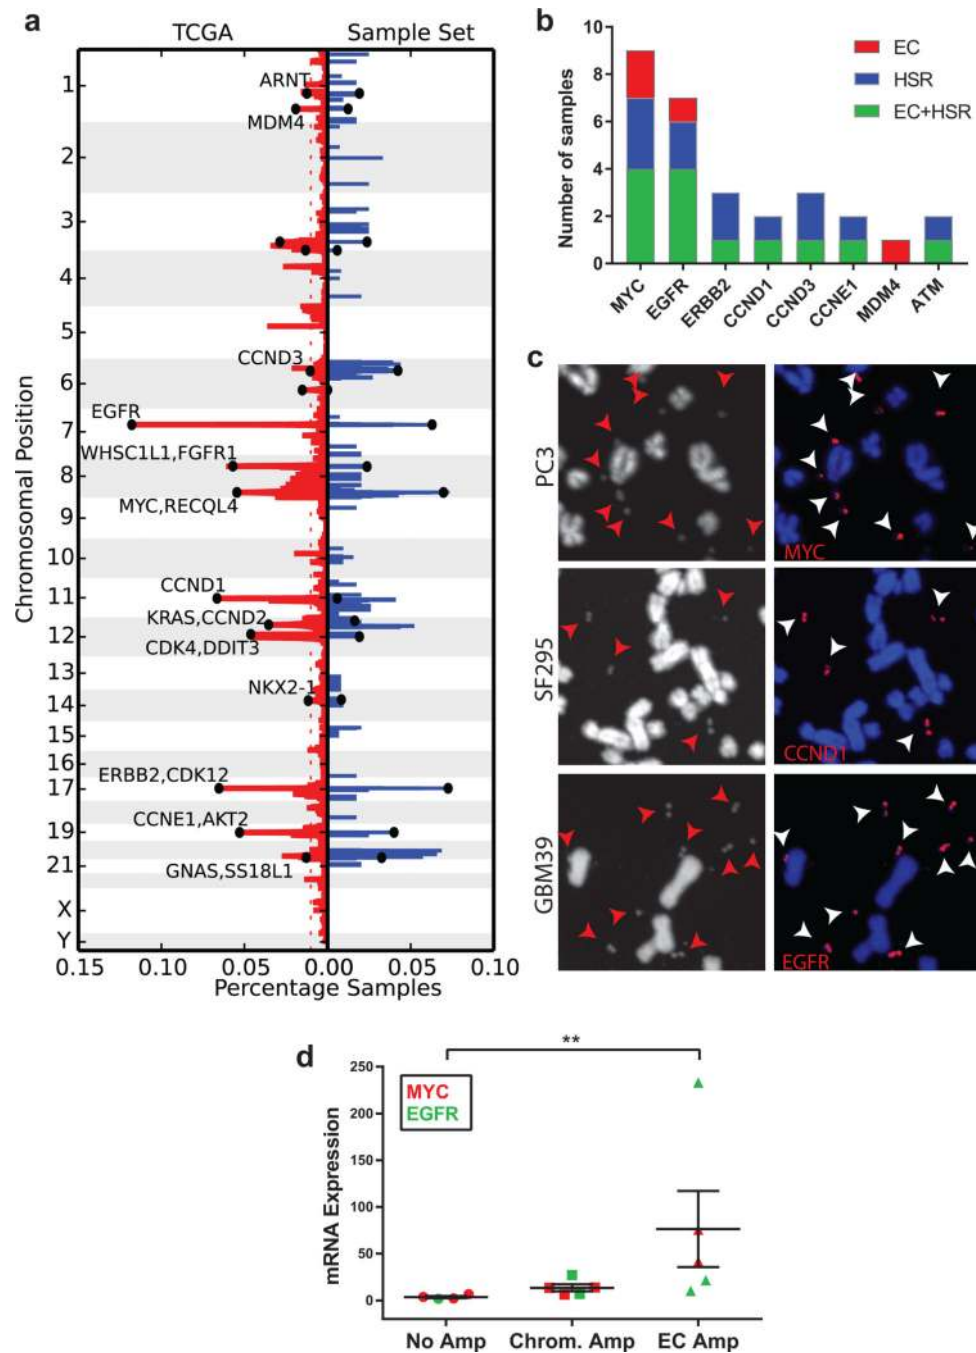 a
TCGA
Sample Set
ARNT
MDM4
CCND3
EGFR
WHSC1L1,FGFR1
MYC,RECQL4
CCND1
KRAS,CCND2
CDK4,DDIT3
NKX2-1
ERBB2,CDK12
CCNE1,AKT2
GNAS,SS18L1
Chromosomal Position
1
2
3
4
5
6
7
8
9
10
11
12
13
14
15
16
17
19
21
X
Y
0.15 0.10 0.05 0.00 0.05 0.10
Percentage Samples
b
Number of samples
10
8
6
4
2
0
EC
HSR
EC+HSR
MYC EGFR ERBB2 CCND1 CCND3 CCNE1 MDM4 ATM
c
PC3
MYC
SF295
CCND1
GBM39
EGFR
d
**
mRNA Expression
250
200
150
100
50
0
MYC
EGFR
No Amp Chrom. Amp EC Amp